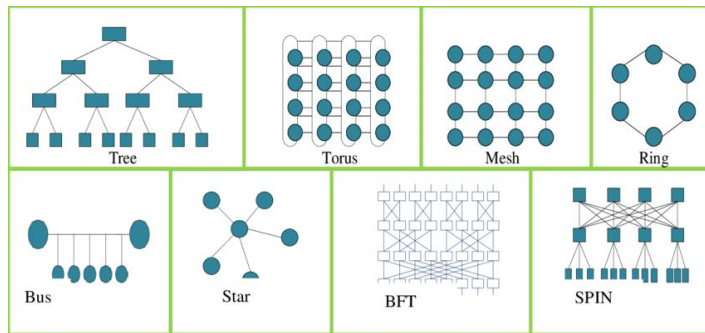 Tree
Torus
Mesh
Ring
Bus
Star
BFT
SPIN